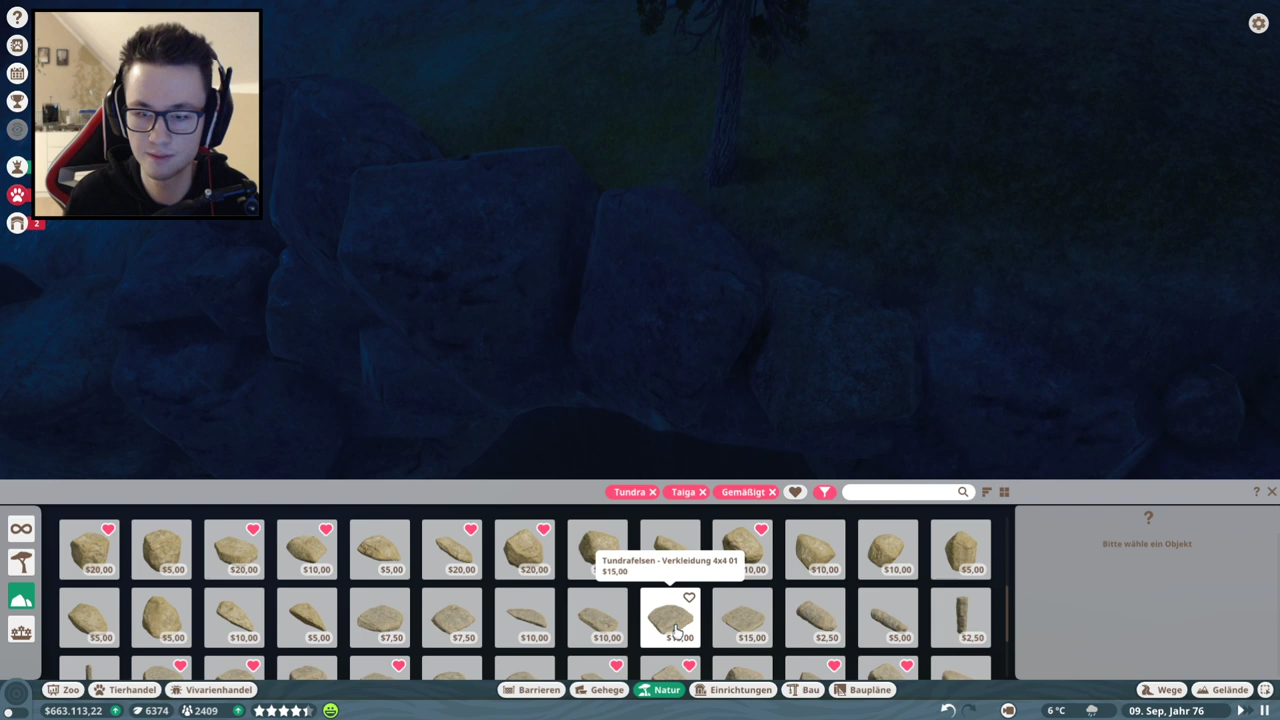 ?
2
Tundra ✕ Taiga ✕ Gemäßigt ✕
? ✕
$20,00 $5,00 $20,00 $10,00 $5,00 $20,00 $20,00 10,00 $10,00 $10,00 $5,00
Tundrafelsen - Verkleidung 4x4 01
$15,00
$5,00 $5,00 $10,00 $5,00 $7,50 $7,50 $10,00 $10,00 $15,00 $15,00 $2,50 $5,00 $2,50
?
Bitte wähle ein Objekt
Zoo Tierhandel Vivarienhandel Barrieren Gehege Natur Einrichtungen Bau Baupläne Wege Gelände
$663.113,22 6374 2409 6 °C 09. Sep, Jahr 76